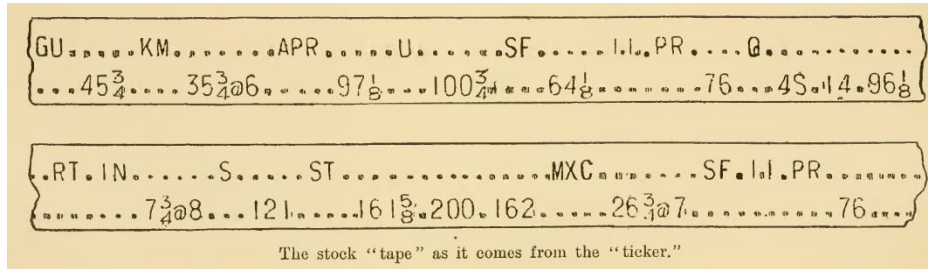 GU......KM........APR......U........SF......I.I..PR.....@............
...45¾.....35¾@6.......97⅛.....100¾.....64⅛..........76....4S.14.96⅛
..RT.IN.......S......ST...................MXC........SF.I.I.PR.......
........7¾@8...121.....161⅝.200.162......26¾@7............76....
The stock "tape" as it comes from the "ticker."